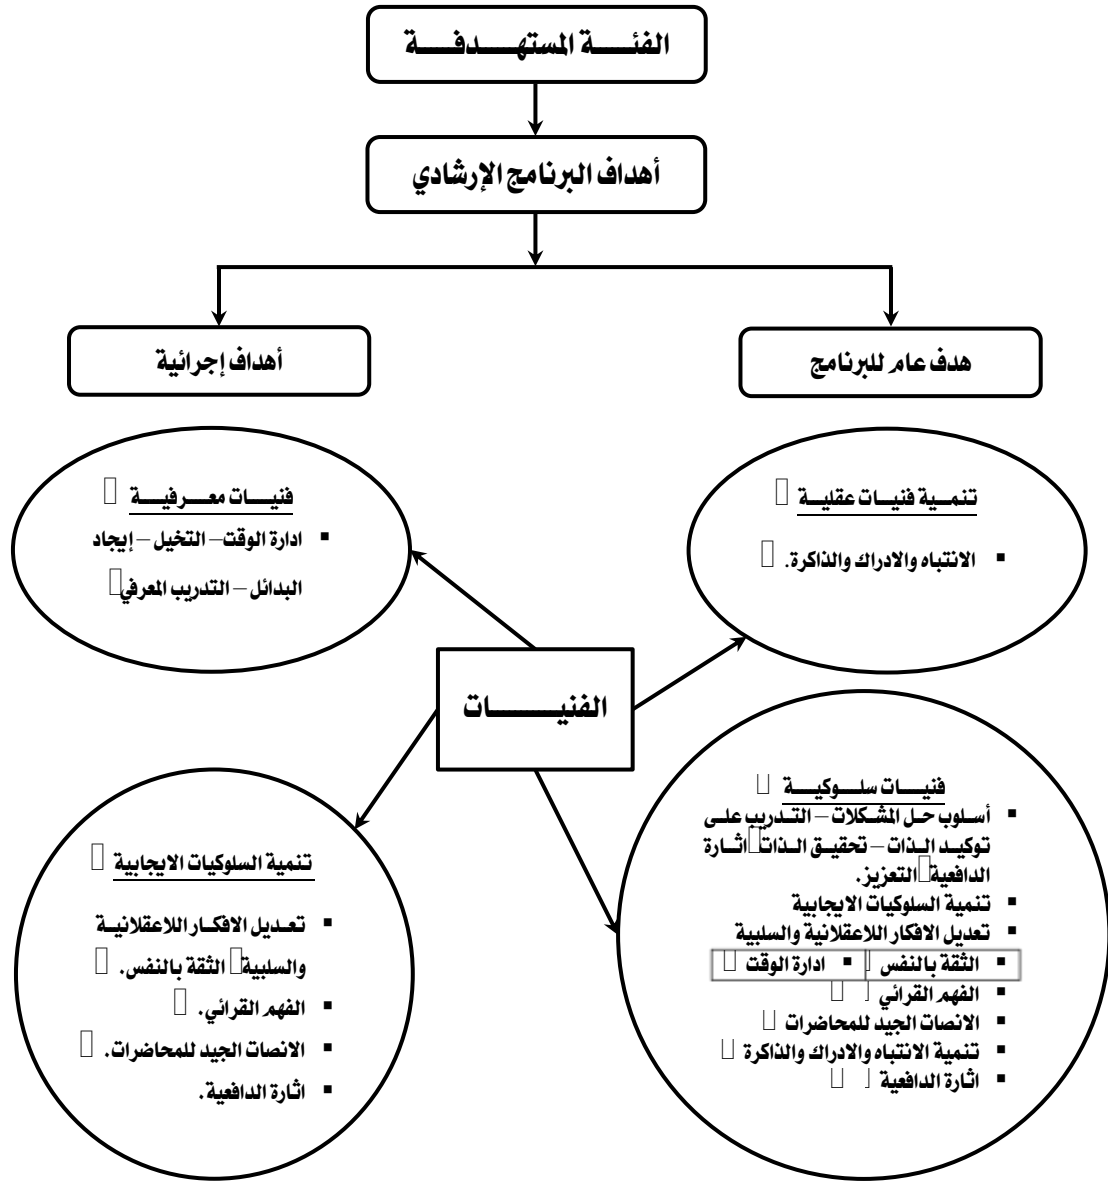 الفئة المستهدفة
أهداف البرنامج الإرشادي
هدف عام للبرنامج
أهداف إجرائية
تنمية فنيات عقلية
▪ الانتباه والادراك والذاكرة.
فنيات معرفية
▪ ادارة الوقت – التخيل – إيجاد
البدائل – التدريب المعرفي
الفنيات
فنيات سلوكية
▪ أسلوب حل المشكلات – التدريب على
توكيد الذات – تحقيق الذات اثارة
الدافعية التعزيز.
▪ تنمية السلوكيات الايجابية
▪ تعديل الافكار اللاعقلانية والسلبية
▪ الثقة بالنفس ▪ ادارة الوقت
▪ الفهم القرائي
▪ الانصات الجيد للمحاضرات
▪ تنمية الانتباه والادراك والذاكرة
▪ اثارة الدافعية
تنمية السلوكيات الايجابية
▪ تعديل الافكار اللاعقلانية
والسلبية الثقة بالنفس.
▪ الفهم القرائي.
▪ الانصات الجيد للمحاضرات.
▪ اثارة الدافعية.